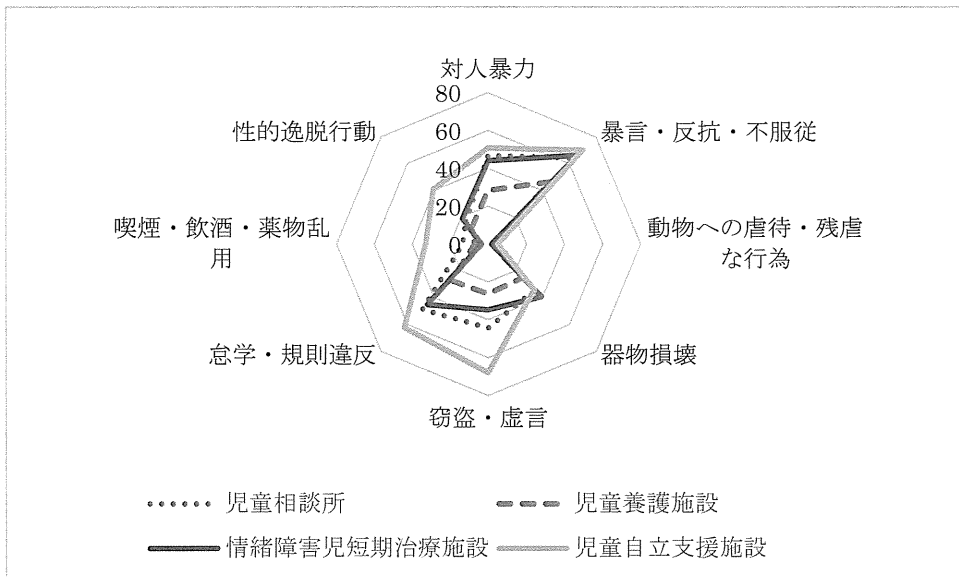 対人暴力
80
性的逸脱行動
60
暴言・反抗・不服従
40
20
喫煙・飲酒・薬物乱
用
0
動物への虐待・残虐
な行為
怠学・規則違反
器物損壊
窃盗・虚言
児童相談所
児童養護施設
情緒障害児短期治療施設
児童自立支援施設